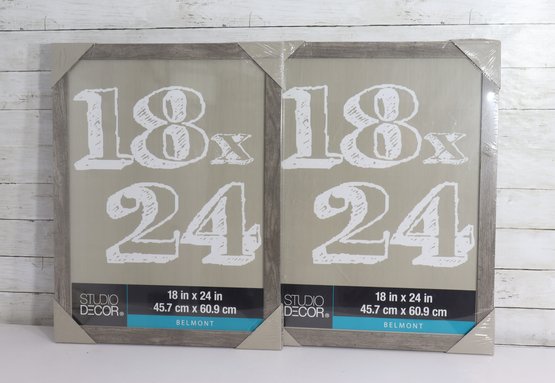 18x
24
STUDIO
DECOR®
18 in x 24 in
45.7 cm x 60.9 cm
BELMONT
18x
24
STUDIO
DECOR®
18 in x 24 in
45.7 cm x 60.9 cm
BELMONT